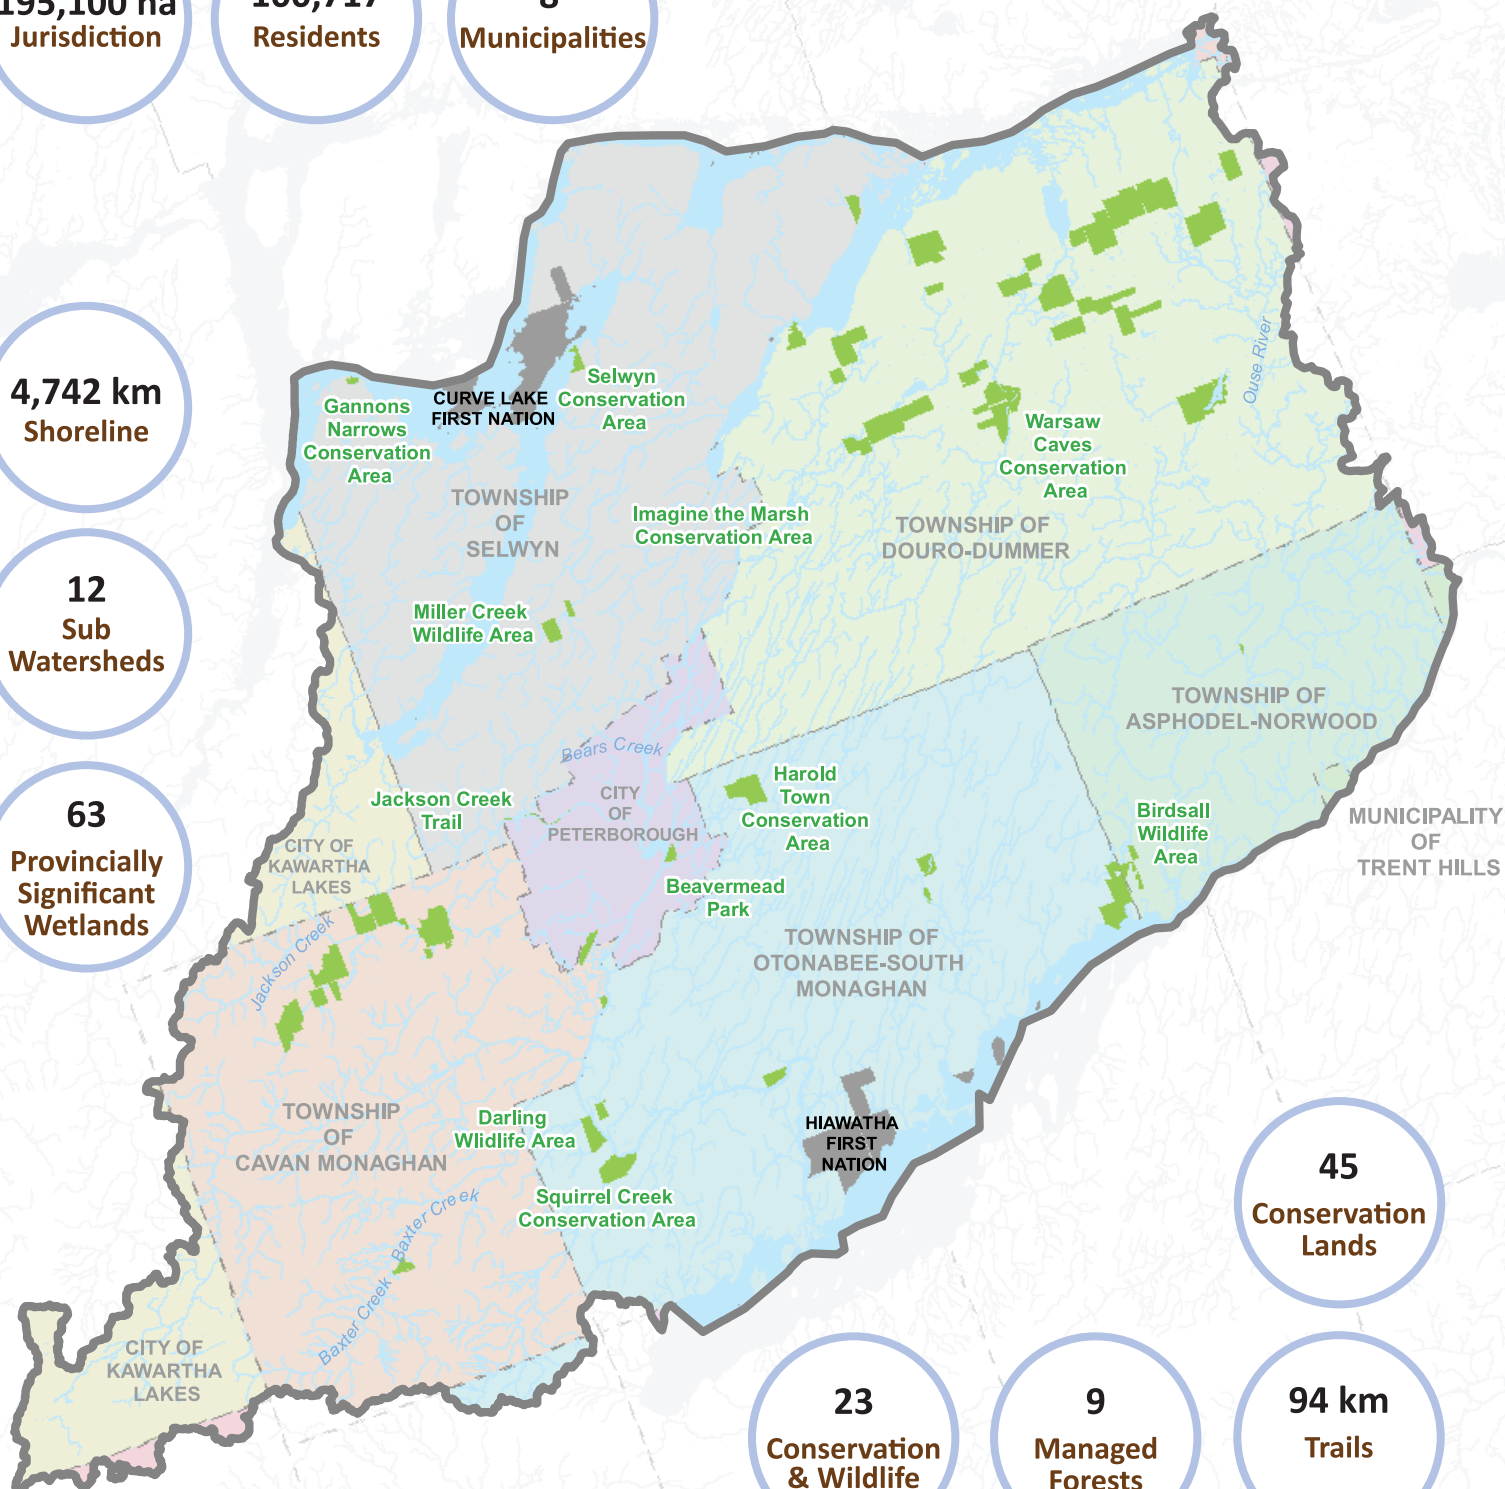 195,100 ha
Jurisdiction
Residents
Municipalities
4,742 km
Shoreline
12
Sub
Watersheds
63
Provincially
Significant
Wetlands
Gannons
Narrows
Conservation
Area
CURVE LAKE
FIRST NATION
Selwyn
Conservation
Area
TOWNSHIP
OF
SELWYN
Imagine the Marsh
Conservation Area
Warsaw
Caves
Conservation
Area
Ouse River
TOWNSHIP OF
DOURO-DUMMER
Miller Creek
Wildlife Area
TOWNSHIP OF
ASPHODEL-NORWOOD
Bears Creek
CITY
OF
PETERBOROUGH
Jackson Creek
Trail
Harold
Town
Conservation
Area
Birdsall
Wildlife
Area
MUNICIPALITY
OF
TRENT HILLS
CITY OF
KAWARTHA
LAKES
Beavermead
Park
Jackson Creek
TOWNSHIP OF
OTONABEE-SOUTH
MONAGHAN
TOWNSHIP
OF
CAVAN MONAGHAN
Darling
Wlidlife Area
HIAWATHA
FIRST
NATION
Squirrel Creek
Conservation Area
Baxter Creek
Baxter Creek
CITY OF
KAWARTHA
LAKES
45
Conservation
Lands
23
Conservation
& Wildlife
9
Managed
Forests
94 km
Trails